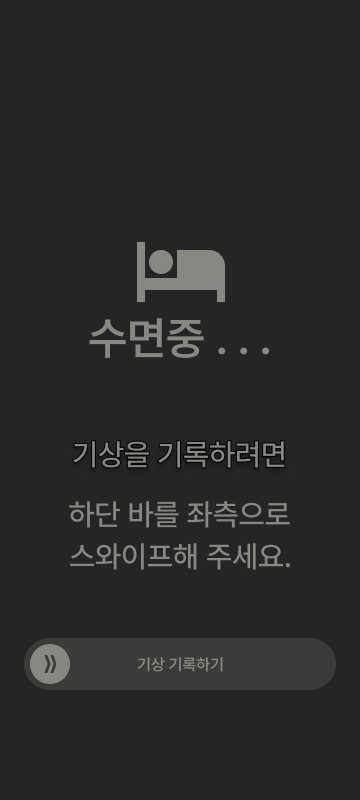 수면중 . . .
기상을 기록하려면
하단 바를 좌측으로
스와이프해 주세요.
기상 기록하기